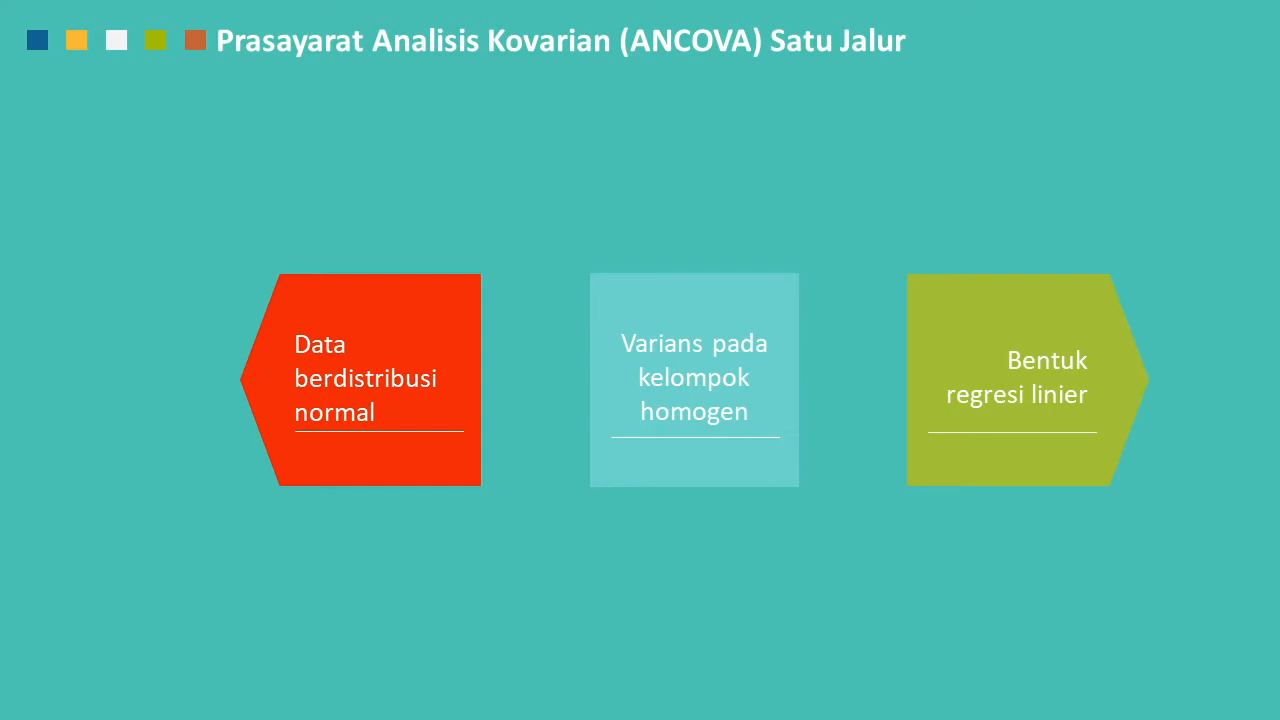 Prasayarat Analisis Kovarian (ANCOVA) Satu Jalur
Data
berdistribusi
normal
Varians pada
kelompok
homogen
Bentuk
regresi linier